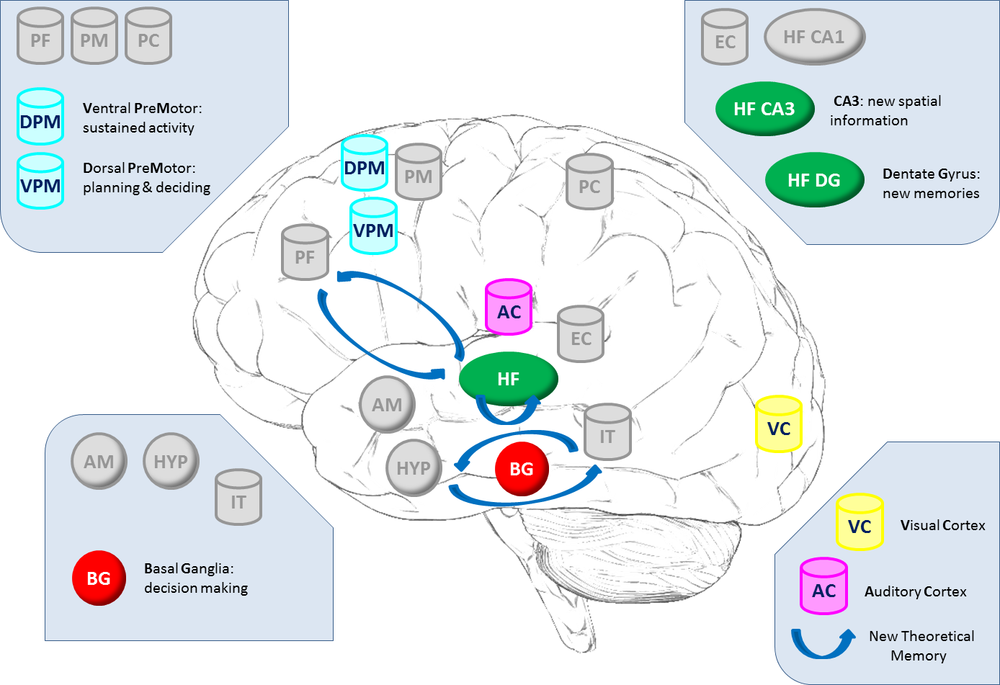 PF PM PC
DPM
Ventral PreMotor:
sustained activity
VPM
Dorsal PreMotor:
planning & deciding
EC HF CA1
HF CA3
CA3: new spatial
information
HF DG
Dentate Gyrus:
new memories
DPM PM PC
VPM
PF
AC
EC
HF
AM
IT
VC
HYP BG
AM HYP
IT
BG
Basal Ganglia:
decision making
VC Visual Cortex
AC Auditory Cortex
New Theoretical
Memory